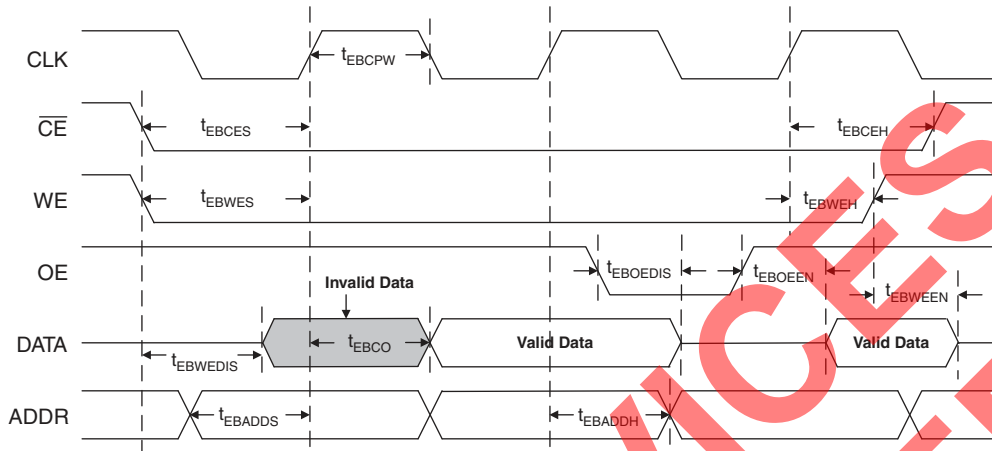 CLK
t_EBCPW
C̅E̅
t_EBCES
t_EBCEH
WE
t_EBWES
t_EBWEH
OE
t_EBOEDIS
t_EBOEEN
t_EBWEEN
Invalid Data
DATA
t_EBCO
Valid Data
Valid Data
t_EBWEDIS
ADDR
t_EBADDS
t_EBADDH
VICES